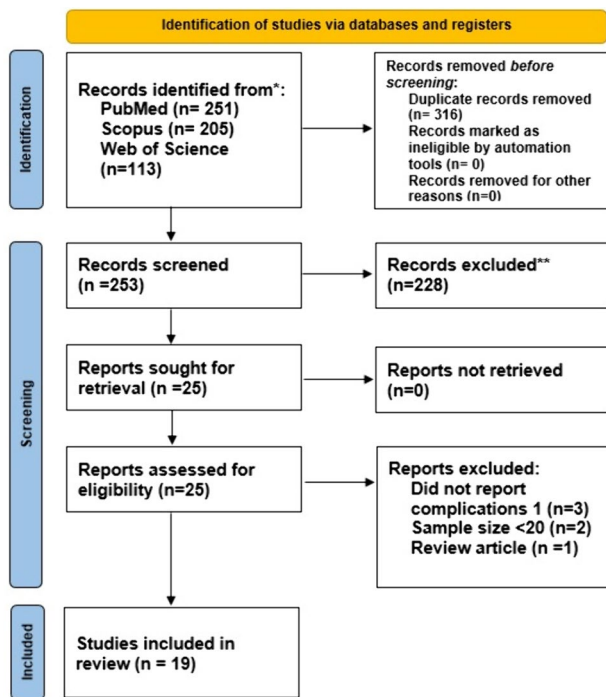 Identification of studies via databases and registers
Identification
Records identified from*:
PubMed (n= 251)
Scopus (n= 205)
Web of Science
(n=113)
Records removed before
screening:
Duplicate records removed
(n= 316)
Records marked as
ineligible by automation
tools (n= 0)
Records removed for other
reasons (n=0)
Screening
Records screened
(n =253)
Records excluded**
(n=228)
Reports sought for
retrieval (n =25)
Reports not retrieved
(n=0)
Reports assessed for
eligibility (n=25)
Reports excluded:
Did not report
complications 1 (n=3)
Sample size <20 (n=2)
Review article (n =1)
Included
Studies included in
review (n = 19)